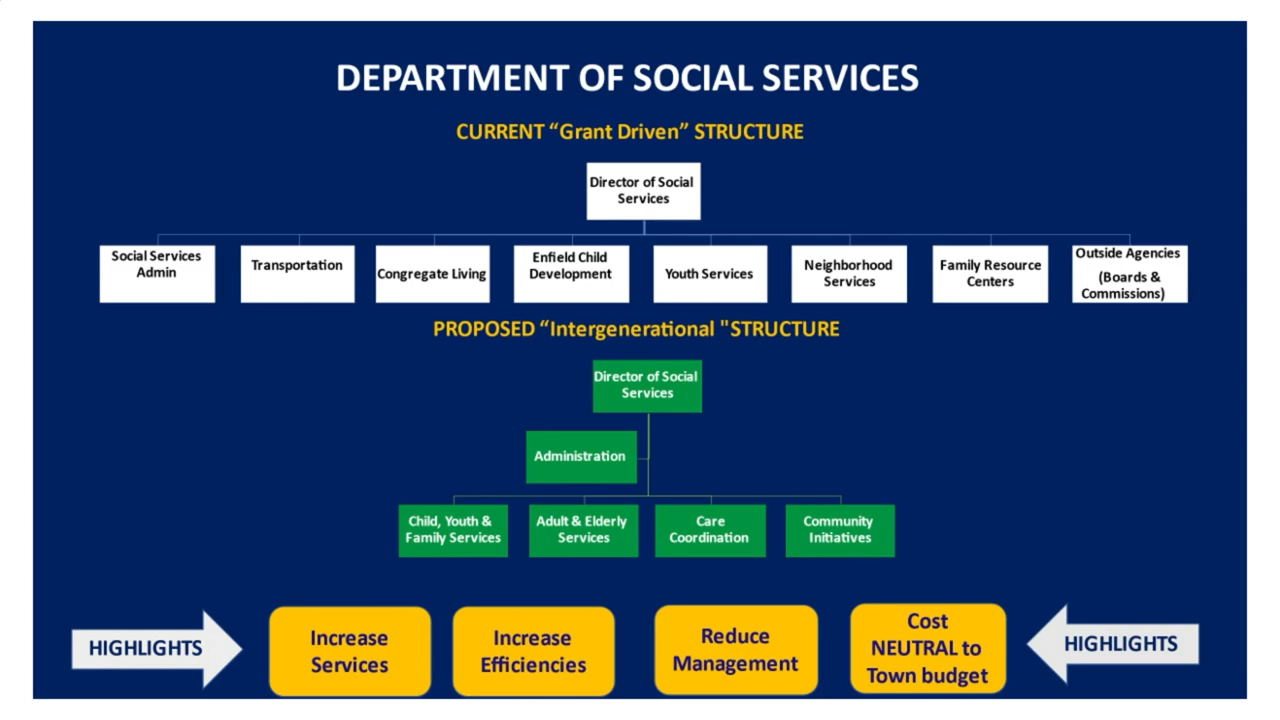 DEPARTMENT OF SOCIAL SERVICES
CURRENT “Grant Driven” STRUCTURE
Director of Social
Services
Social Services
Admin
Transportation
Congregate Living
Enfield Child
Development
Youth Services
Neighborhood
Services
Family Resource
Centers
Outside Agencies
(Boards &
Commissions)
PROPOSED “Intergenerational "STRUCTURE
Director of Social
Services
Administration
Child, Youth &
Family Services
Adult & Elderly
Services
Care
Coordination
Community
Initiatives
HIGHLIGHTS
Increase
Services
Increase
Efficiencies
Reduce
Management
Cost
NEUTRAL to
Town budget
HIGHLIGHTS